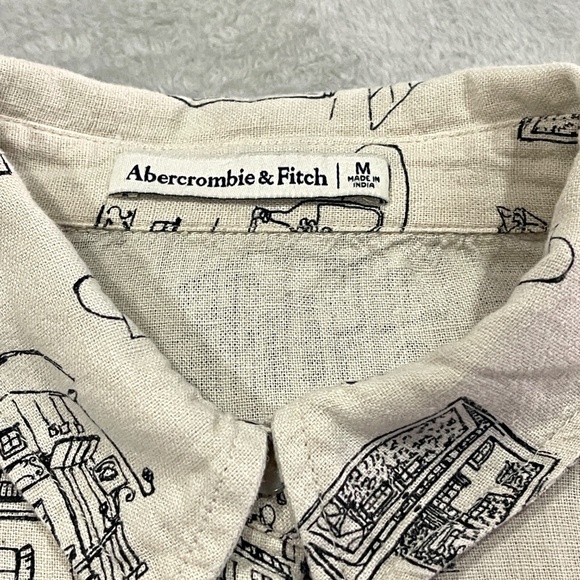 Abercrombie & Fitch
M
MADE IN
INDIA